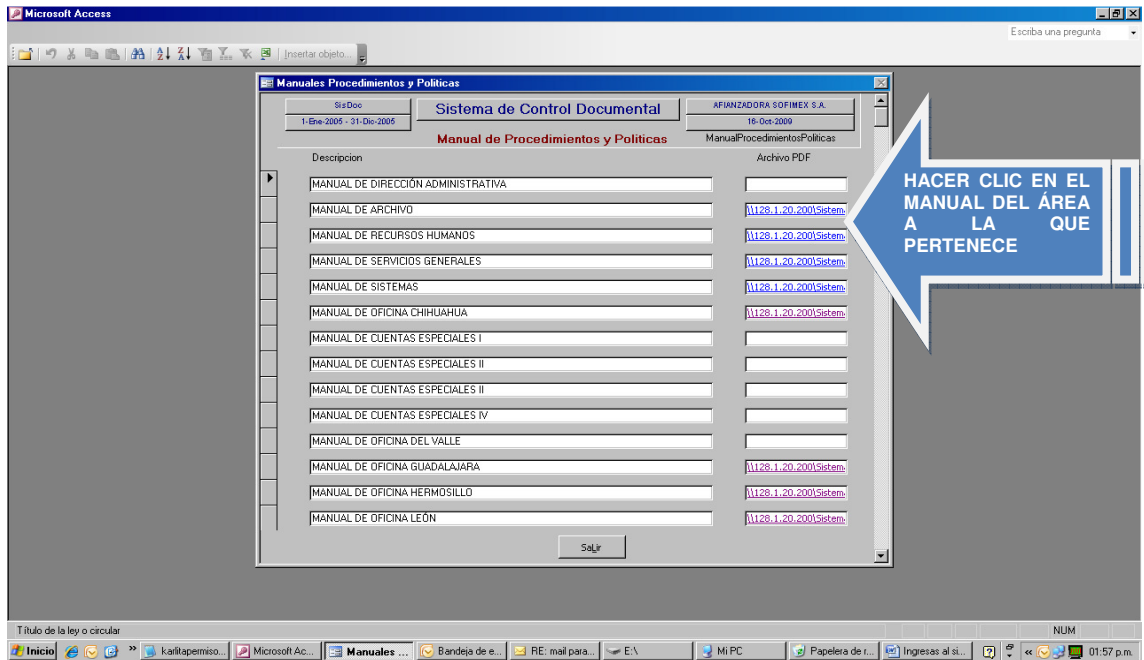 Microsoft Access
Escriba una pregunta
Insertar objeto...
Manuales Procedimientos y Politicas
SisDoc
Sistema de Control Documental
AFIANZADORA SOFIMEX S.A.
1-Ene-2005 - 31-Dic-2005
16-Oct-2009
Manual de Procedimientos y Politicas
ManualProcedimientosPoliticas
Descripcion
Archivo PDF
MANUAL DE DIRECCIÓN ADMINISTRATIVA
MANUAL DE ARCHIVO
\\128.1.20.200\Sistem
MANUAL DE RECURSOS HUMANOS
\\128.1.20.200\Sistem
MANUAL DE SERVICIOS GENERALES
\\128.1.20.200\Sistem
MANUAL DE SISTEMAS
\\128.1.20.200\Sistem
MANUAL DE OFICINA CHIHUAHUA
\\128.1.20.200\Sistem
MANUAL DE CUENTAS ESPECIALES I
MANUAL DE CUENTAS ESPECIALES II
MANUAL DE CUENTAS ESPECIALES II
MANUAL DE CUENTAS ESPECIALES IV
MANUAL DE OFICINA DEL VALLE
MANUAL DE OFICINA GUADALAJARA
\\128.1.20.200\Sistem
MANUAL DE OFICINA HERMOSILLO
\\128.1.20.200\Sistem
MANUAL DE OFICINA LEÓN
\\128.1.20.200\Sistem
Salir
HACER CLIC EN EL
MANUAL DEL ÁREA
A LA QUE
PERTENECE
Título de la ley o circular
NUM
Inicio
karlitapermiso...
Microsoft Ac...
Manuales ...
Bandeja de e...
RE: mail para...
E:\
Mi PC
Papelera de r...
Ingresas al si...
01:57 p.m.